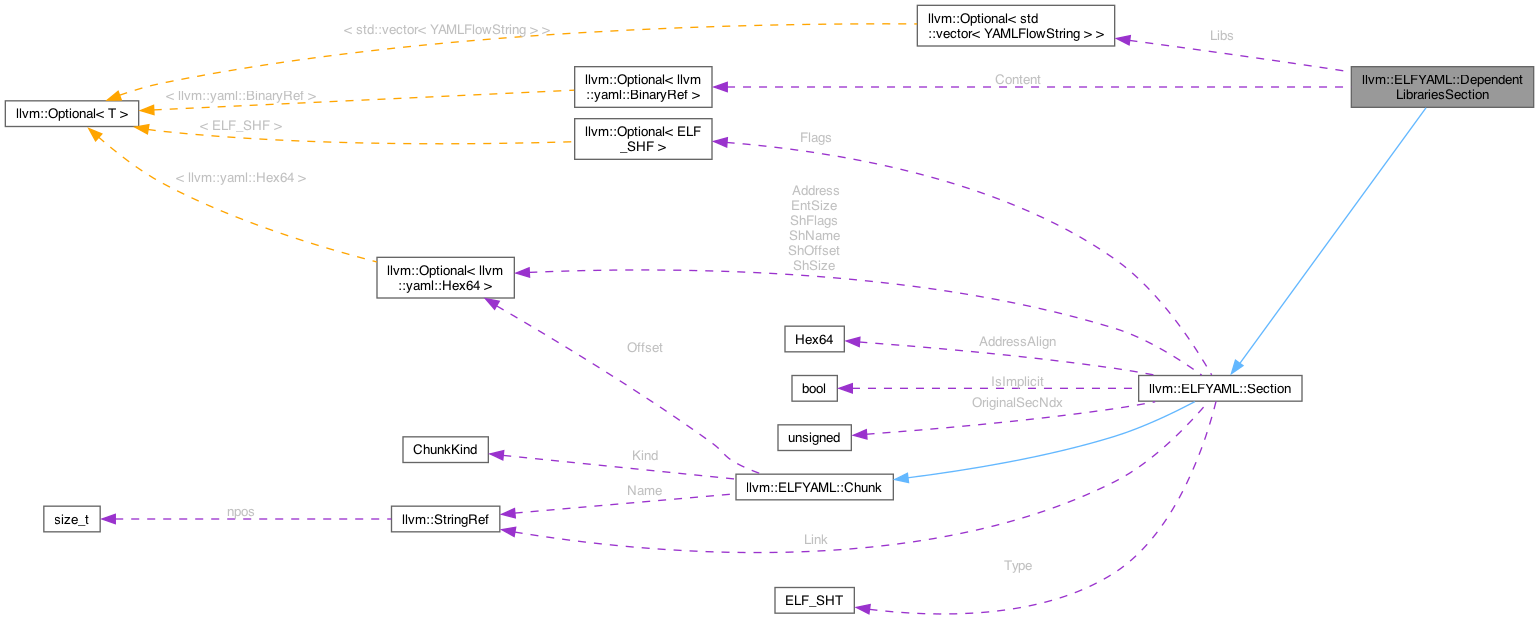 llvm::Optional< std
::vector< YAMLFlowString > >
< std::vector< YAMLFlowString > >
Libs
llvm::Optional< llvm
::yaml::BinaryRef >
Content
llvm::ELFYAML::Dependent
LibrariesSection
< llvm::yaml::BinaryRef >
llvm::Optional< T >
< ELF_SHF >
llvm::Optional< ELF
_SHF >
Flags
< llvm::yaml::Hex64 >
Address
EntSize
ShFlags
ShName
ShOffset
ShSize
llvm::Optional< llvm
::yaml::Hex64 >
Hex64
AddressAlign
Offset
bool
IsImplicit
llvm::ELFYAML::Section
OriginalSecNdx
unsigned
ChunkKind
Kind
llvm::ELFYAML::Chunk
Name
size_t
npos
llvm::StringRef
Link
Type
ELF_SHT